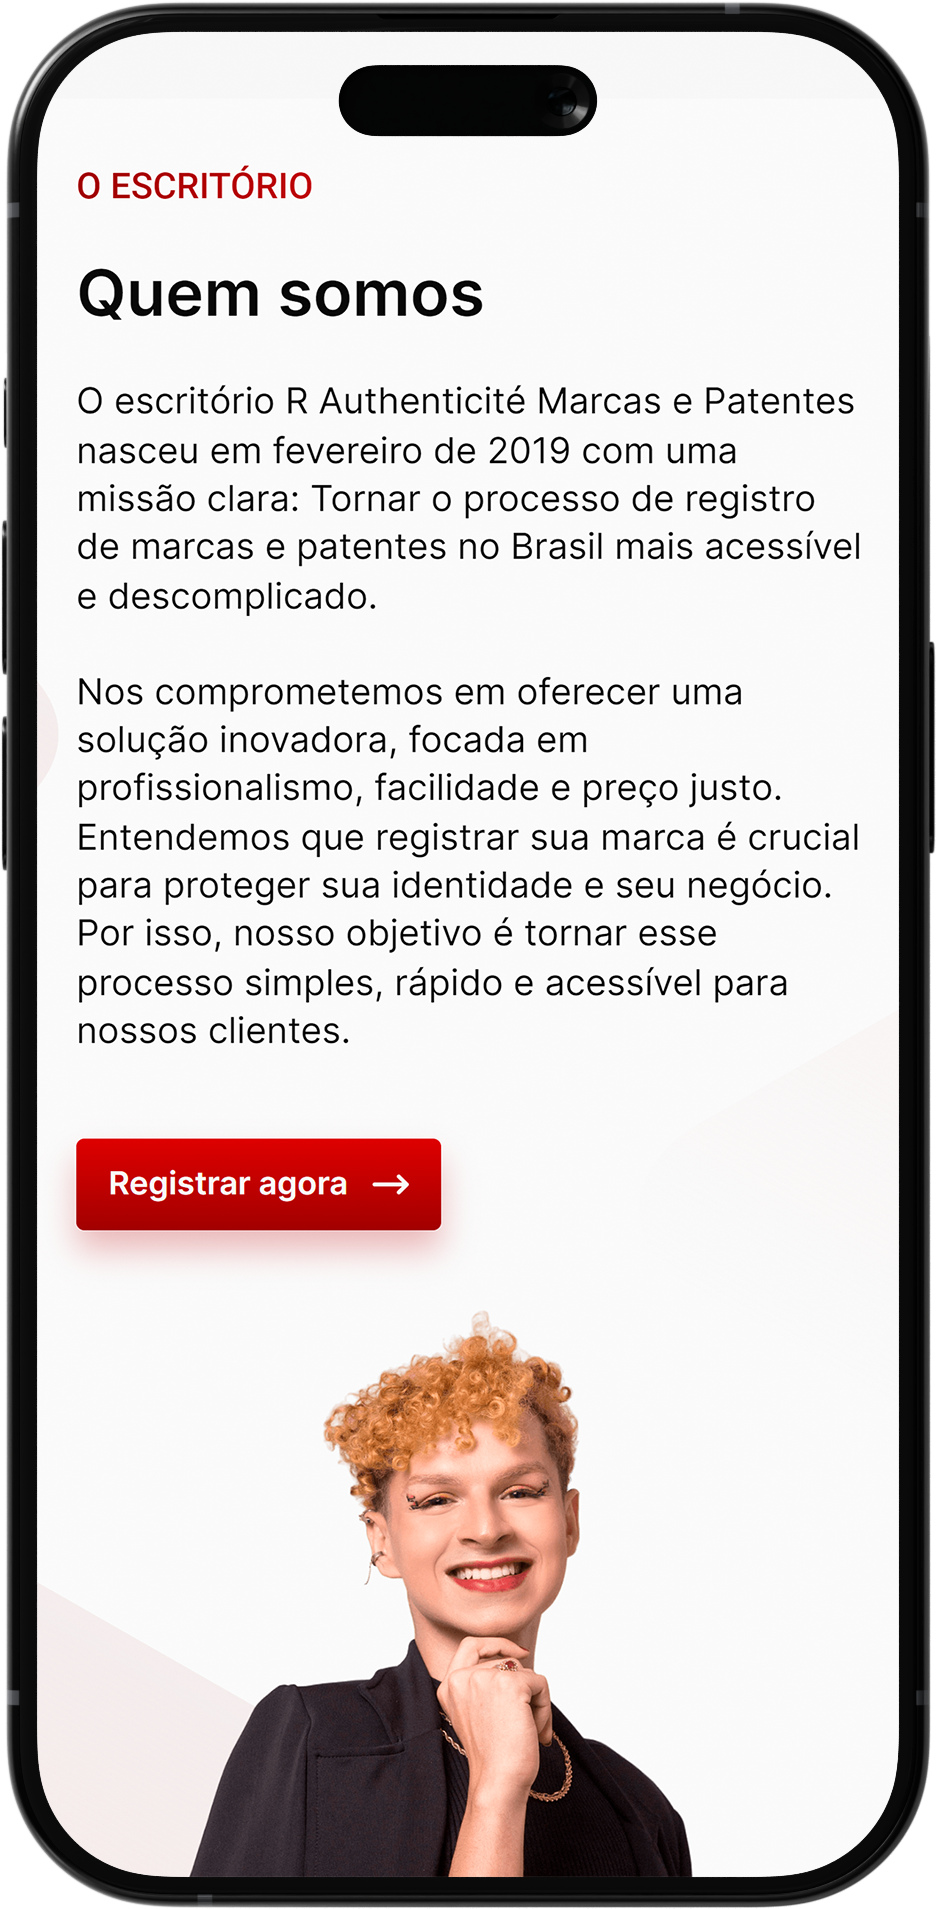 O ESCRITÓRIO
Quem somos
O escritório R Authenticité Marcas e Patentes
nasceu em fevereiro de 2019 com uma
missão clara: Tornar o processo de registro
de marcas e patentes no Brasil mais acessível
e descomplicado.
Nos comprometemos em oferecer uma
solução inovadora, focada em
profissionalismo, facilidade e preço justo.
Entendemos que registrar sua marca é crucial
para proteger sua identidade e seu negócio.
Por isso, nosso objetivo é tornar esse
processo simples, rápido e acessível para
nossos clientes.
Registrar agora →